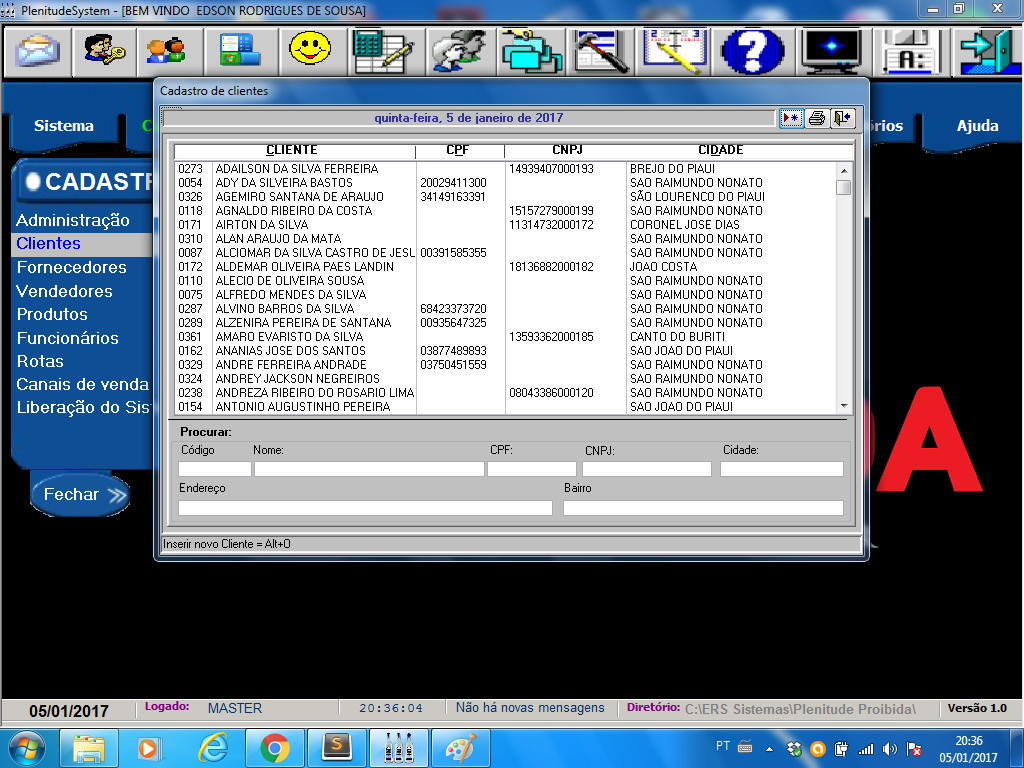 PlenitudeSystem - [BEM VINDO  EDSON RODRIGUES DE SOUSA]
Cadastro de clientes
quinta-feira, 5 de janeiro de 2017
Sistema
C
órios
Ajuda
CADASTR
Administração
Clientes
Fornecedores
Vendedores
Produtos
Funcionários
Rotas
Canais de venda
Liberação do Sis
Fechar
CLIENTE CPF CNPJ CIDADE
0273 ADAILSON DA SILVA FERREIRA 14939407000193 BREJO DO PIAUI
0054 ADY DA SILVEIRA BASTOS 20029411300 SAO RAIMUNDO NONATO
0326 AGEMIRO SANTANA DE ARAUJO 34149163391 SÃO LOURENCO DO PIAUI
0118 AGNALDO RIBEIRO DA COSTA 15157279000199 SAO RAIMUNDO NONATO
0171 AIRTON DA SILVA 11314732000172 CORONEL JOSE DIAS
0310 ALAN ARAUJO DA MATA SAO RAIMUNDO NONATO
0087 ALCIOMAR DA SILVA CASTRO DE JESU 00391585355 SAO RAIMUNDO NONATO
0172 ALDEMAR OLIVEIRA PAES LANDIN 18136882000182 JOAO COSTA
0110 ALECIO DE OLIVEIRA SOUSA SAO RAIMUNDO NONATO
0075 ALFREDO MENDES DA SILVA SAO RAIMUNDO NONATO
0287 ALVINO BARROS DA SILVA 68423373720 SAO RAIMUNDO NONATO
0289 ALZENIRA PEREIRA DE SANTANA 00935647325 SAO RAIMUNDO NONATO
0361 AMARO EVARISTO DA SILVA 13593362000185 CANTO DO BURITI
0162 ANANIAS JOSE DOS SANTOS 03877489893 SAO JOAO DO PIAUI
0329 ANDRE FERREIRA ANDRADE 03750451559 SAO RAIMUNDO NONATO
0324 ANDREY JACKSON NEGREIROS SAO RAIMUNDO NONATO
0238 ANDREZA RIBEIRO DO ROSARIO LIMA 08043386000120 SAO RAIMUNDO NONATO
0154 ANTONIO AUGUSTINHO PEREIRA SAO JOAO DO PIAUI
Procurar:
Código Nome: CPF: CNPJ: Cidade:
Endereço Bairro
Inserir novo Cliente = Alt+O
A
05/01/2017 Logado: MASTER 20:36:04 Não há novas mensagens Diretório: C:\ERS Sistemas\Plenitude Proibida\ Versão 1.0
PT 20:36
05/01/2017